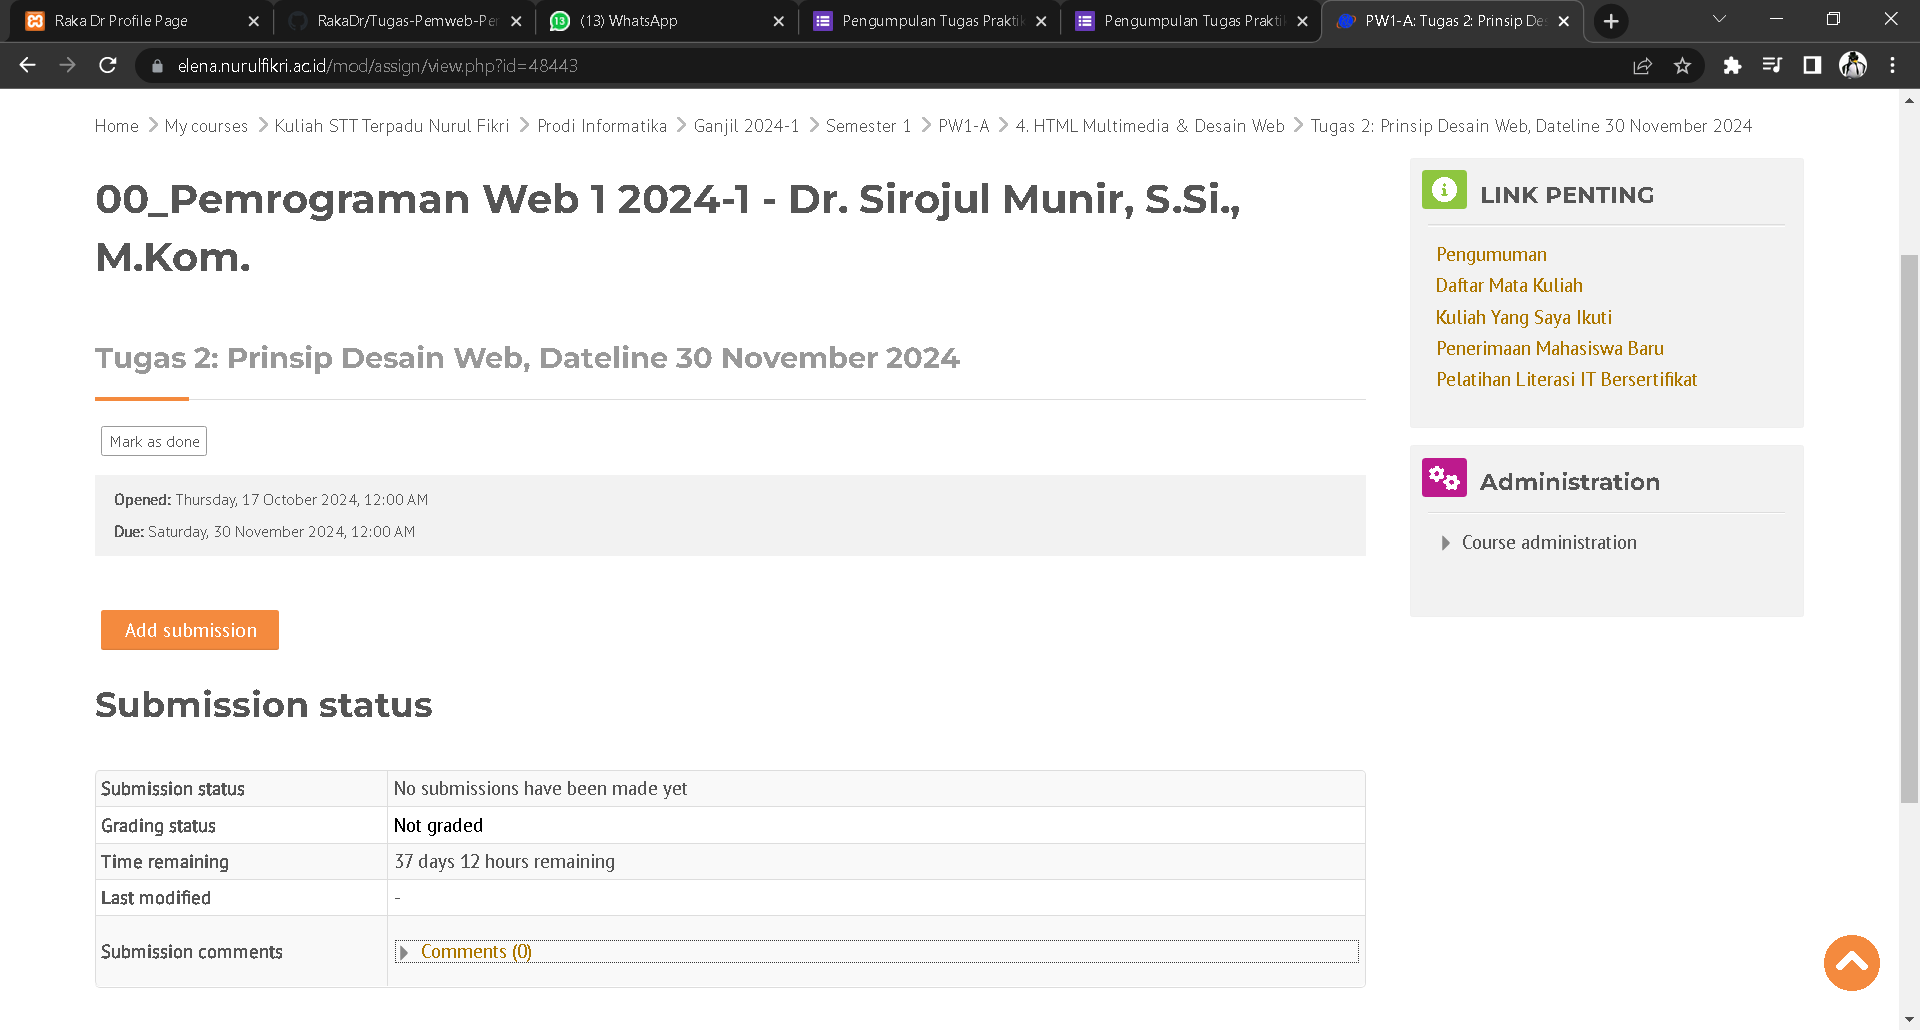 Raka Dr Profile Page
RakaDr/Tugas-Pemweb-Per
13
(13) WhatsApp
Pengumpulan Tugas Prakti
Pengumpulan Tugas Prakti
PW1-A: Tugas 2: Prinsip De
elena.nurulfikri.ac.id/mod/assign/view.php?id=48443
Home > My courses > Kuliah STT Terpadu Nurul Fikri > Prodi Informatika > Ganjil 2024-1 > Semester 1 > PW1-A > 4. HTML Multimedia & Desain Web > Tugas 2: Prinsip Desain Web, Dateline 30 November 2024
00_Pemrograman Web 1 2024-1 - Dr. Sirojul Munir, S.Si.,
M.Kom.
Tugas 2: Prinsip Desain Web, Dateline 30 November 2024
Mark as done
Opened: Thursday, 17 October 2024, 12:00 AM
Due: Saturday, 30 November 2024, 12:00 AM
Add submission
Submission status
Submission status No submissions have been made yet
Grading status Not graded
Time remaining 37 days 12 hours remaining
Last modified -
Submission comments Comments (0)
LINK PENTING
Pengumuman
Daftar Mata Kuliah
Kuliah Yang Saya Ikuti
Penerimaan Mahasiswa Baru
Pelatihan Literasi IT Bersertifikat
Administration
Course administration